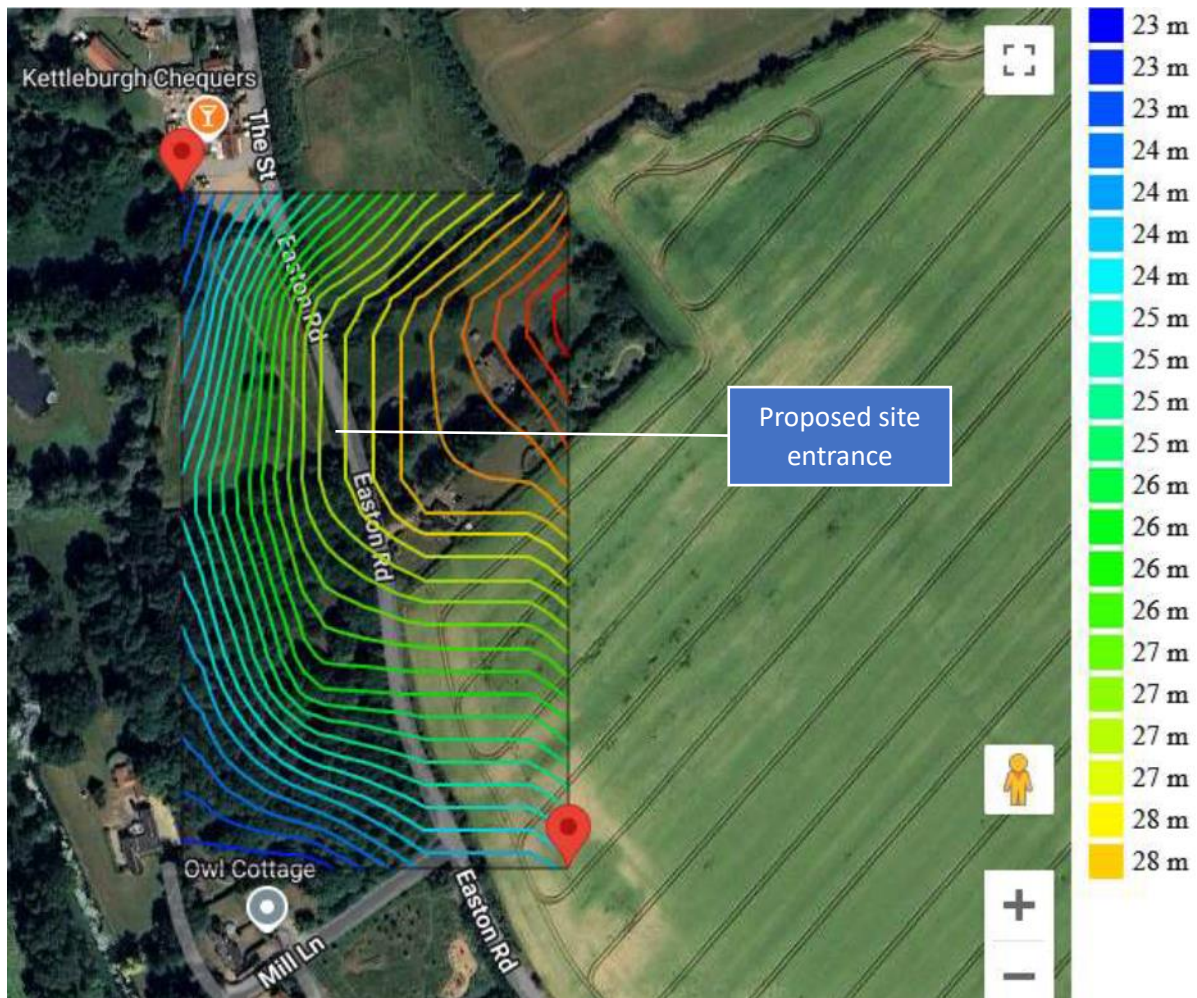 Kettleburgh Chequers
The St
Easton Rd
Proposed site
entrance
Easton Rd
Owl Cottage
Mill Ln
Easton Rd
23 m
23 m
23 m
24 m
24 m
24 m
24 m
25 m
25 m
25 m
25 m
26 m
26 m
26 m
26 m
27 m
27 m
27 m
27 m
28 m
28 m